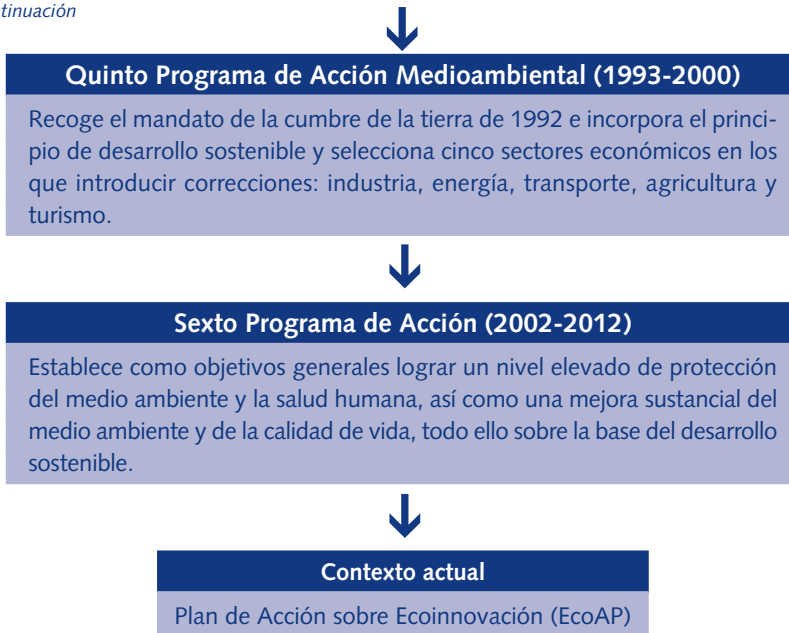 tinuación
Quinto Programa de Acción Medioambiental (1993-2000)
Recoge el mandato de la cumbre de la tierra de 1992 e incorpora el princi-
pio de desarrollo sostenible y selecciona cinco sectores económicos en los
que introducir correcciones: industria, energía, transporte, agricultura y
turismo.
Sexto Programa de Acción (2002-2012)
Establece como objetivos generales lograr un nivel elevado de protección
del medio ambiente y la salud humana, así como una mejora sustancial del
medio ambiente y de la calidad de vida, todo ello sobre la base del desarrollo
sostenible.
Contexto actual
Plan de Acción sobre Ecoinnovación (EcoAP)